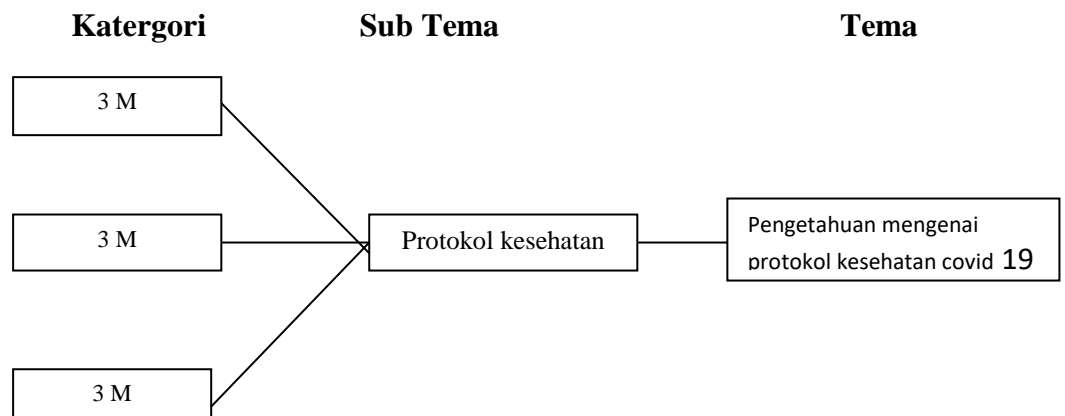 Katergori Sub Tema Tema
3 M
3 M
Protokol kesehatan
Pengetahuan mengenai
protokol kesehatan covid 19
3 M